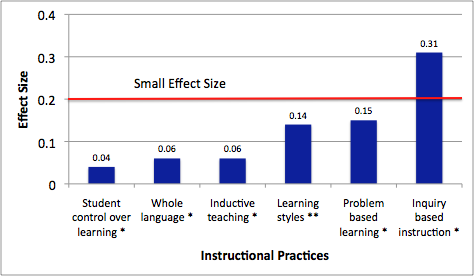 0.4
0.3
0.2
0.1
0
Effect Size
Small Effect Size
0.04
0.06
0.06
0.14
0.15
0.31
Student
control over
learning *
Whole
language *
Inductive
teaching *
Learning
styles **
Problem
based
learning *
Inquiry
based
instruction *
Instructional Practices